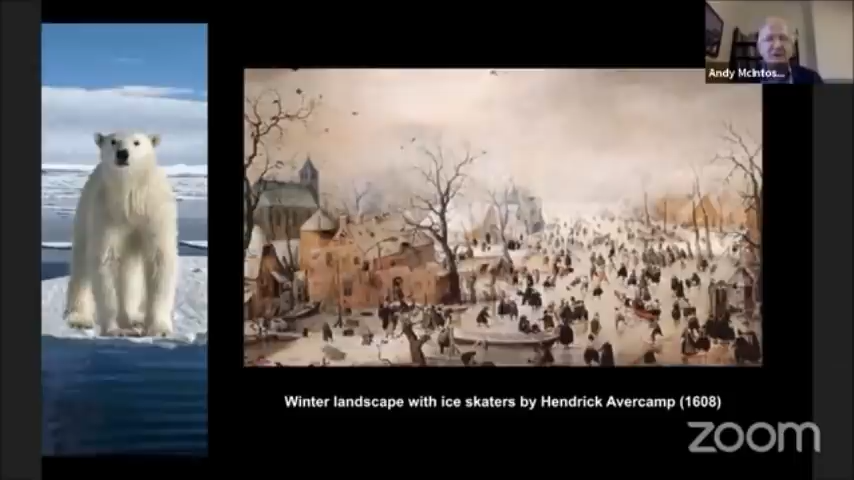 Andy McIntos...
Winter landscape with ice skaters by Hendrick Avercamp (1608)
zoom